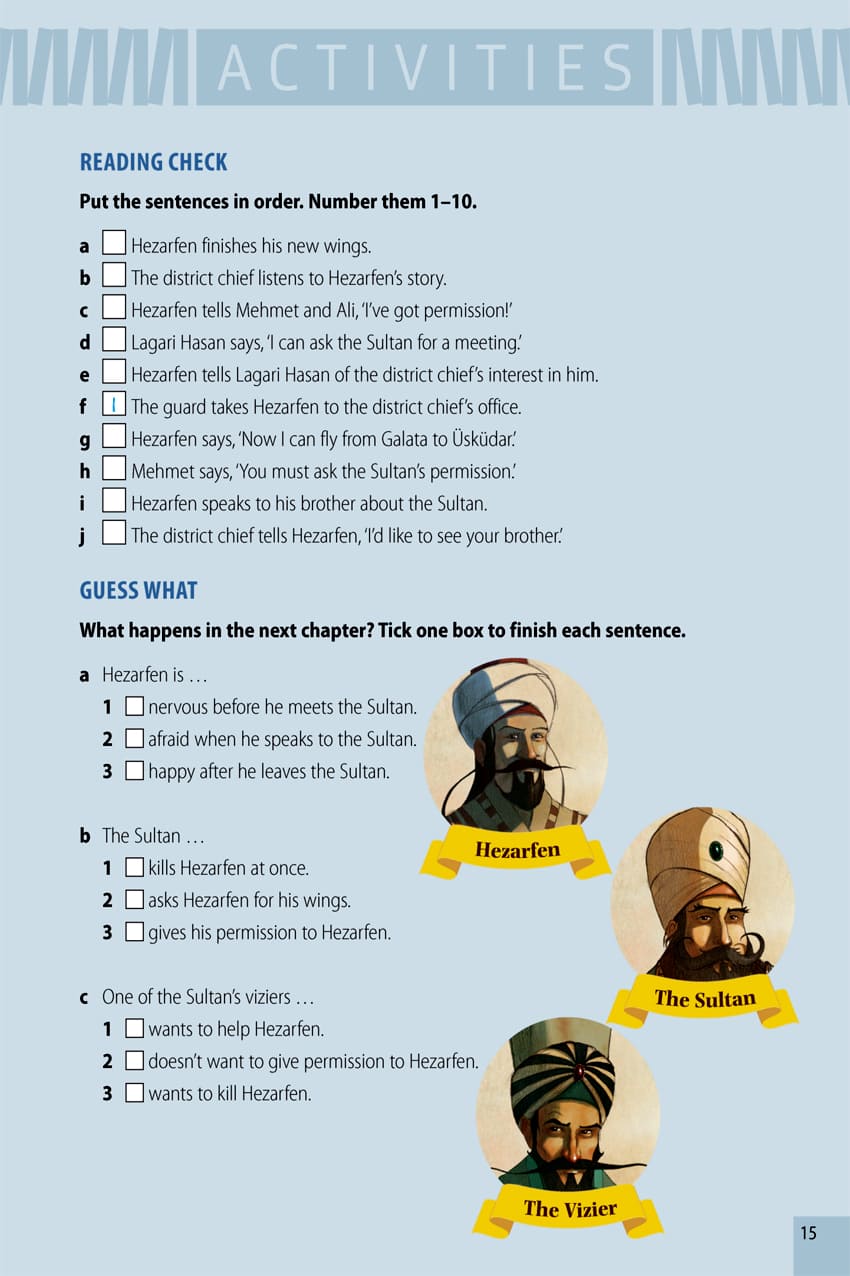 ACTIVITIES
READING CHECK
Put the sentences in order. Number them 1–10.
a Hezarfen finishes his new wings.
b The district chief listens to Hezarfen’s story.
c Hezarfen tells Mehmet and Ali, ‘I’ve got permission!’
d Lagari Hasan says, ‘I can ask the Sultan for a meeting.’
e Hezarfen tells Lagari Hasan of the district chief’s interest in him.
f 1 The guard takes Hezarfen to the district chief’s office.
g Hezarfen says, ‘Now I can fly from Galata to Üsküdar.’
h Mehmet says, ‘You must ask the Sultan’s permission.’
i Hezarfen speaks to his brother about the Sultan.
j The district chief tells Hezarfen, ‘I’d like to see your brother.’
GUESS WHAT
What happens in the next chapter? Tick one box to finish each sentence.
a Hezarfen is …
1 nervous before he meets the Sultan.
2 afraid when he speaks to the Sultan.
3 happy after he leaves the Sultan.
Hezarfen
b The Sultan …
1 kills Hezarfen at once.
2 asks Hezarfen for his wings.
3 gives his permission to Hezarfen.
The Sultan
c One of the Sultan’s viziers …
1 wants to help Hezarfen.
2 doesn’t want to give permission to Hezarfen.
3 wants to kill Hezarfen.
The Vizier
15